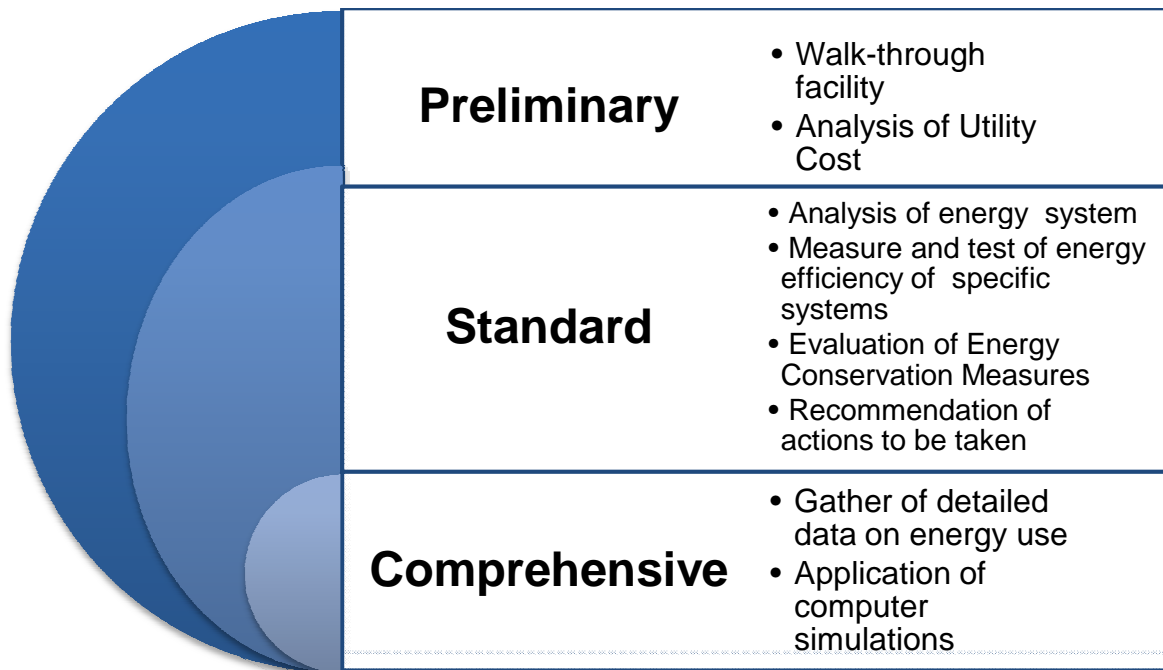 Preliminary
• Walk-through
facility
• Analysis of Utility
Cost
Standard
• Analysis of energy system
• Measure and test of energy
efficiency of specific
systems
• Evaluation of Energy
Conservation Measures
• Recommendation of
actions to be taken
Comprehensive
• Gather of detailed
data on energy use
• Application of
computer
simulations